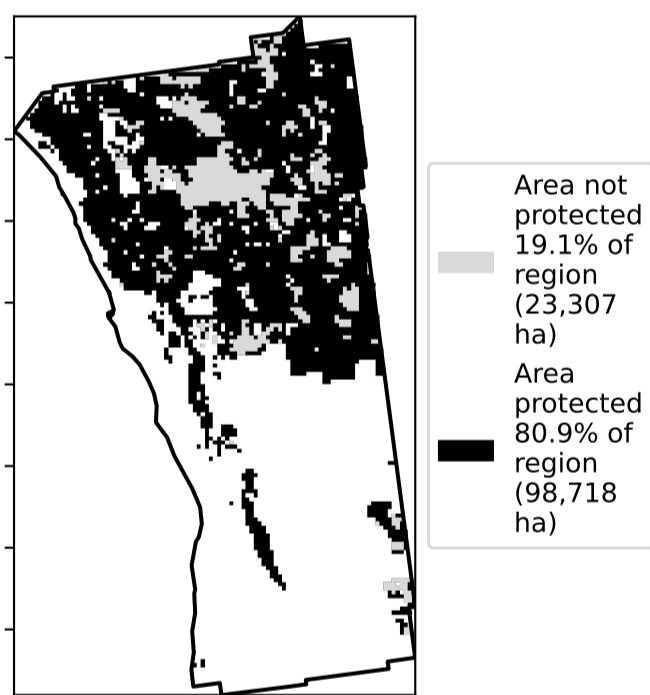 Area not
protected
19.1% of
region
(23,307
ha)
Area
protected
80.9% of
region
(98,718
ha)